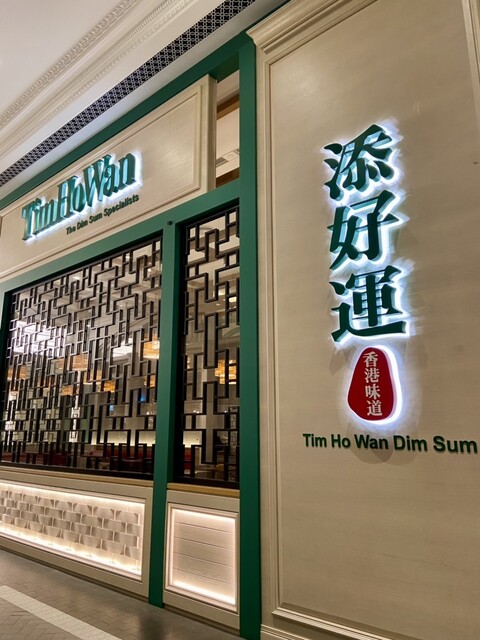 TimHoWan
The Dim Sum Specialists
添好運
香港味道
Tim Ho Wan Dim Sum